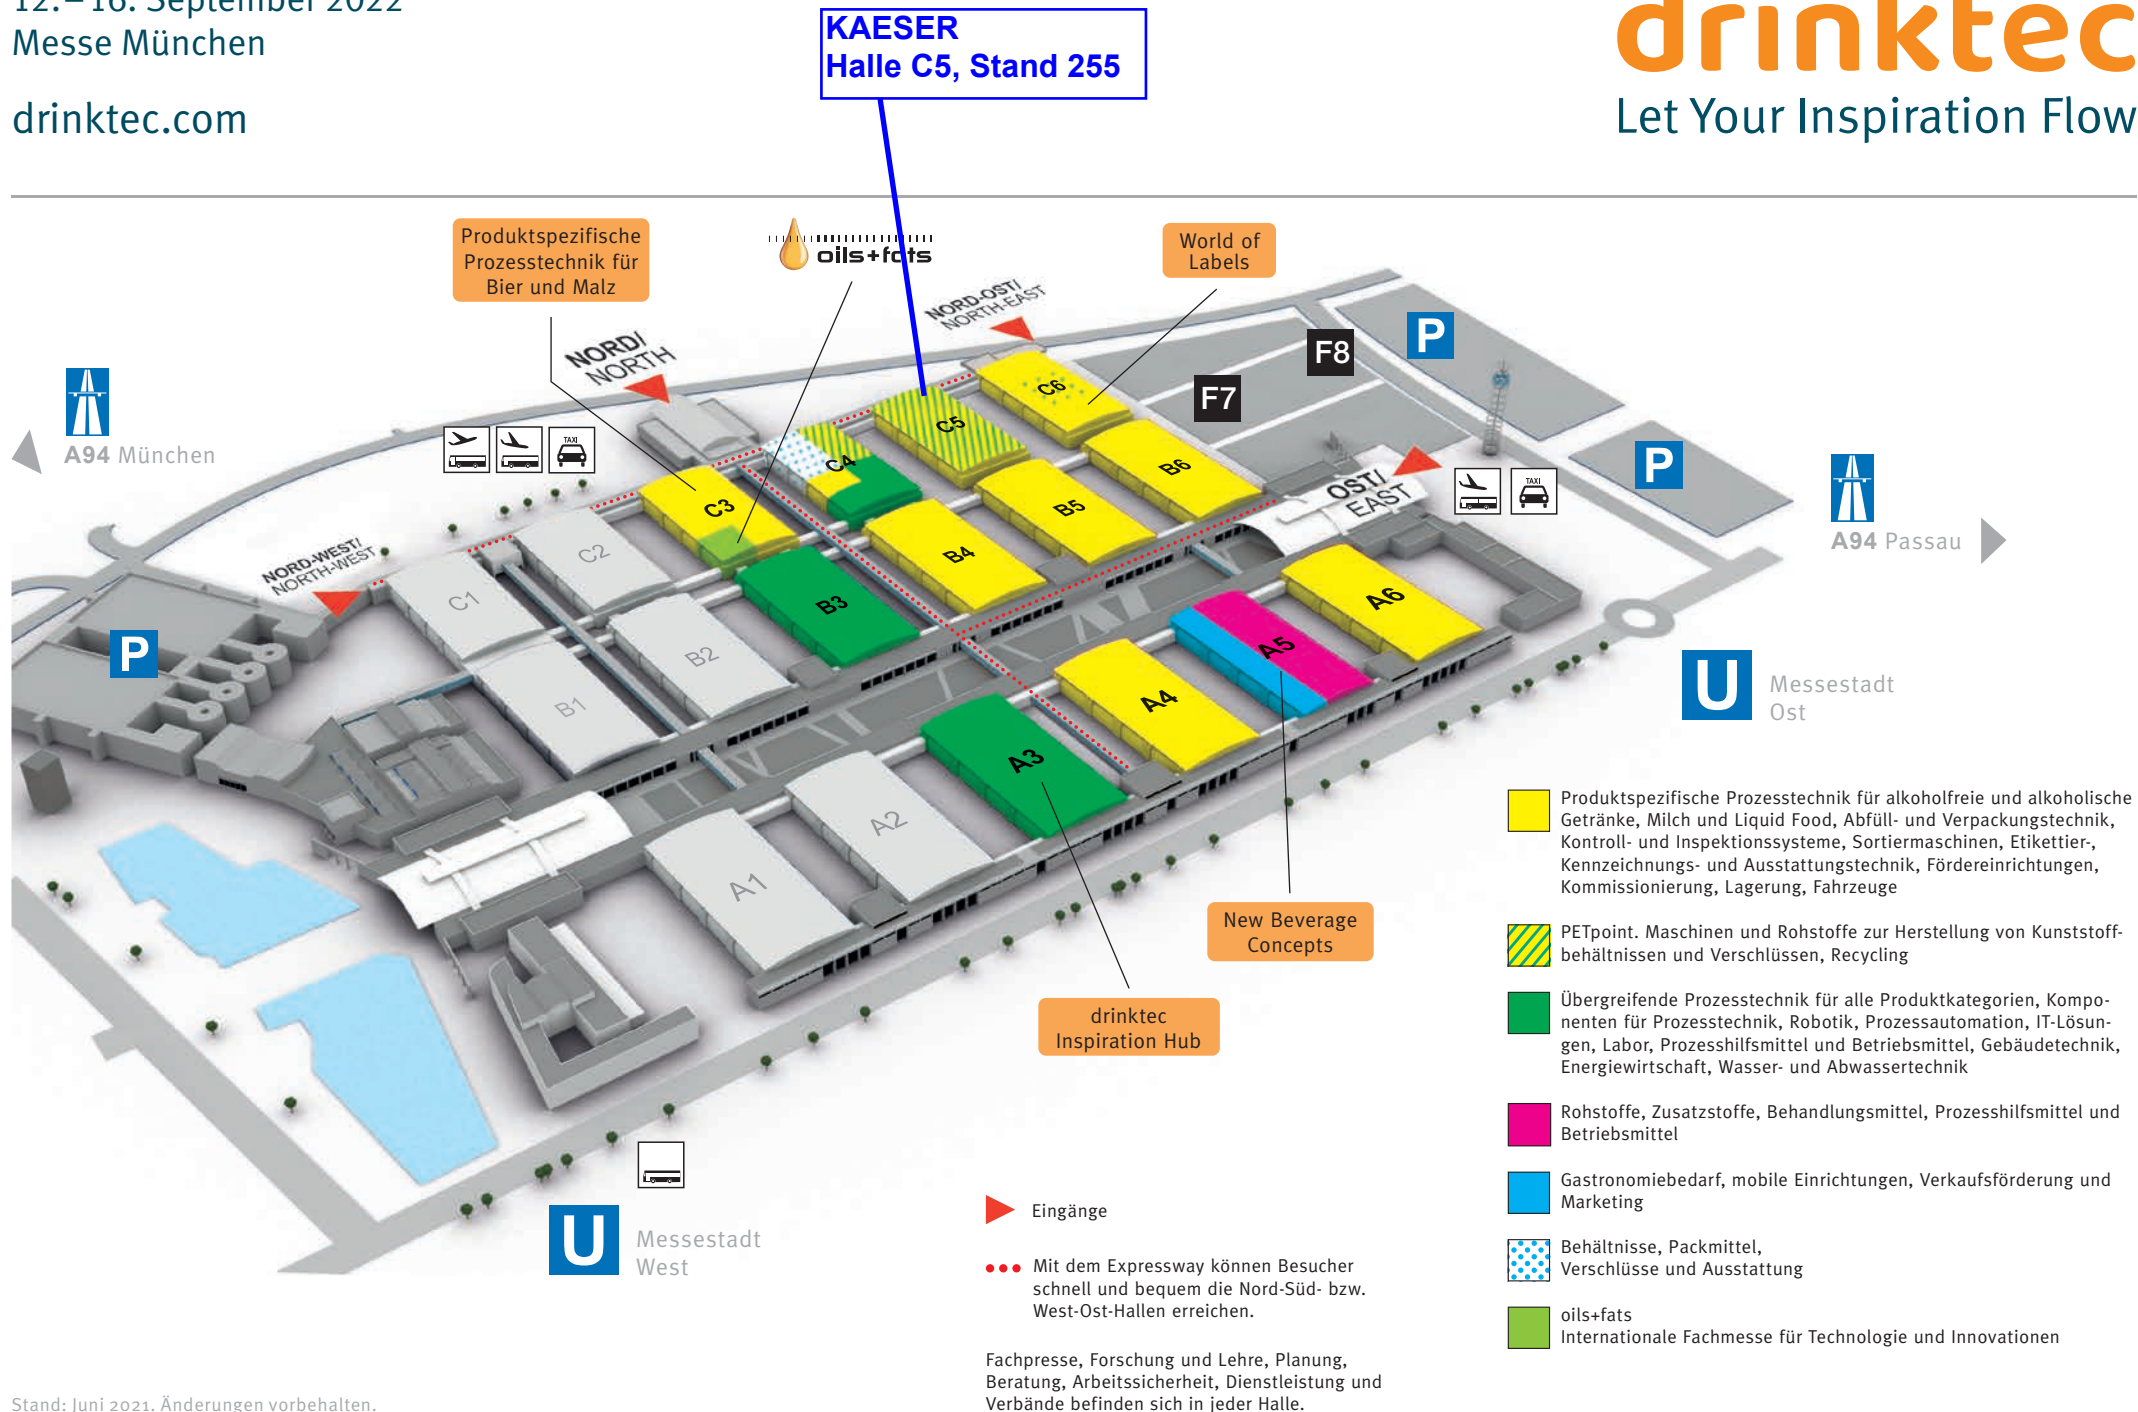 12.–16. September 2022
Messe München
drinktec.com
KAESER
Halle C5, Stand 255
drinktec
Let Your Inspiration Flow
Produktspezifische
Prozesstechnik für
Bier und Malz
oils+fats
World of
Labels
NORD/
NORTH
NORD-OST/
NORTH-EAST
NORD-WEST/
NORTH-WEST
OST/
EAST
A94 München
TAXI
P
F8
F7
P
P
TAXI
A94 Passau
C6
C5
C4
C3
C2
C1
B6
B5
B4
B3
B2
B1
A6
A5
A4
A3
A2
A1
U
Messestadt
Ost
New Beverage
Concepts
drinktec
Inspiration Hub
U
Messestadt
West
Eingänge
Mit dem Expressway können Besucher
schnell und bequem die Nord-Süd- bzw.
West-Ost-Hallen erreichen.
Fachpresse, Forschung und Lehre, Planung,
Beratung, Arbeitssicherheit, Dienstleistung und
Verbände befinden sich in jeder Halle.
Produktspezifische Prozesstechnik für alkoholfreie und alkoholische
Getränke, Milch und Liquid Food, Abfüll- und Verpackungstechnik,
Kontroll- und Inspektionssysteme, Sortiermaschinen, Etikettier-,
Kennzeichnungs- und Ausstattungstechnik, Fördereinrichtungen,
Kommissionierung, Lagerung, Fahrzeuge
PETpoint. Maschinen und Rohstoffe zur Herstellung von Kunststoff-
behältnissen und Verschlüssen, Recycling
Übergreifende Prozesstechnik für alle Produktkategorien, Kompo-
nenten für Prozesstechnik, Robotik, Prozessautomation, IT-Lösun-
gen, Labor, Prozesshilfsmittel und Betriebsmittel, Gebäudetechnik,
Energiewirtschaft, Wasser- und Abwassertechnik
Rohstoffe, Zusatzstoffe, Behandlungsmittel, Prozesshilfsmittel und
Betriebsmittel
Gastronomiebedarf, mobile Einrichtungen, Verkaufsförderung und
Marketing
Behältnisse, Packmittel,
Verschlüsse und Ausstattung
oils+fats
Internationale Fachmesse für Technologie und Innovationen
Stand: Juni 2021. Änderungen vorbehalten.